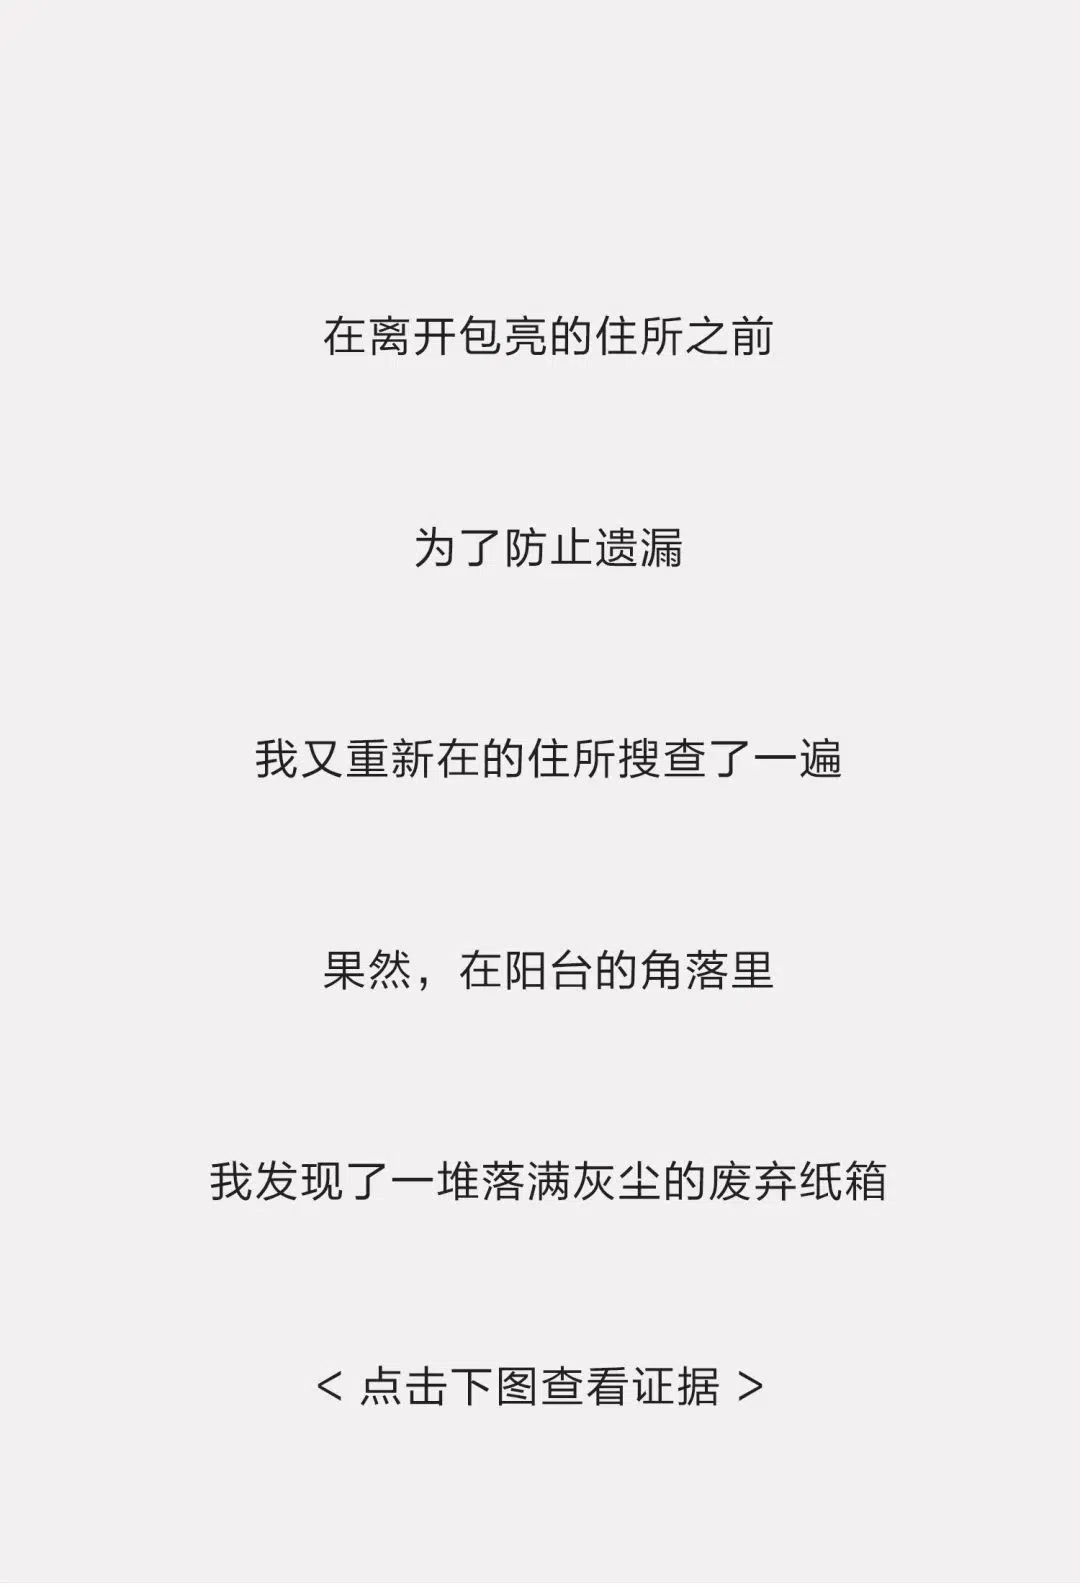 在离开包亮的住所之前
为了防止遗漏
我又重新在的住所搜查了一遍
果然，在阳台的角落里
我发现了一堆落满灰尘的废弃纸箱
< 点击下图查看证据 >